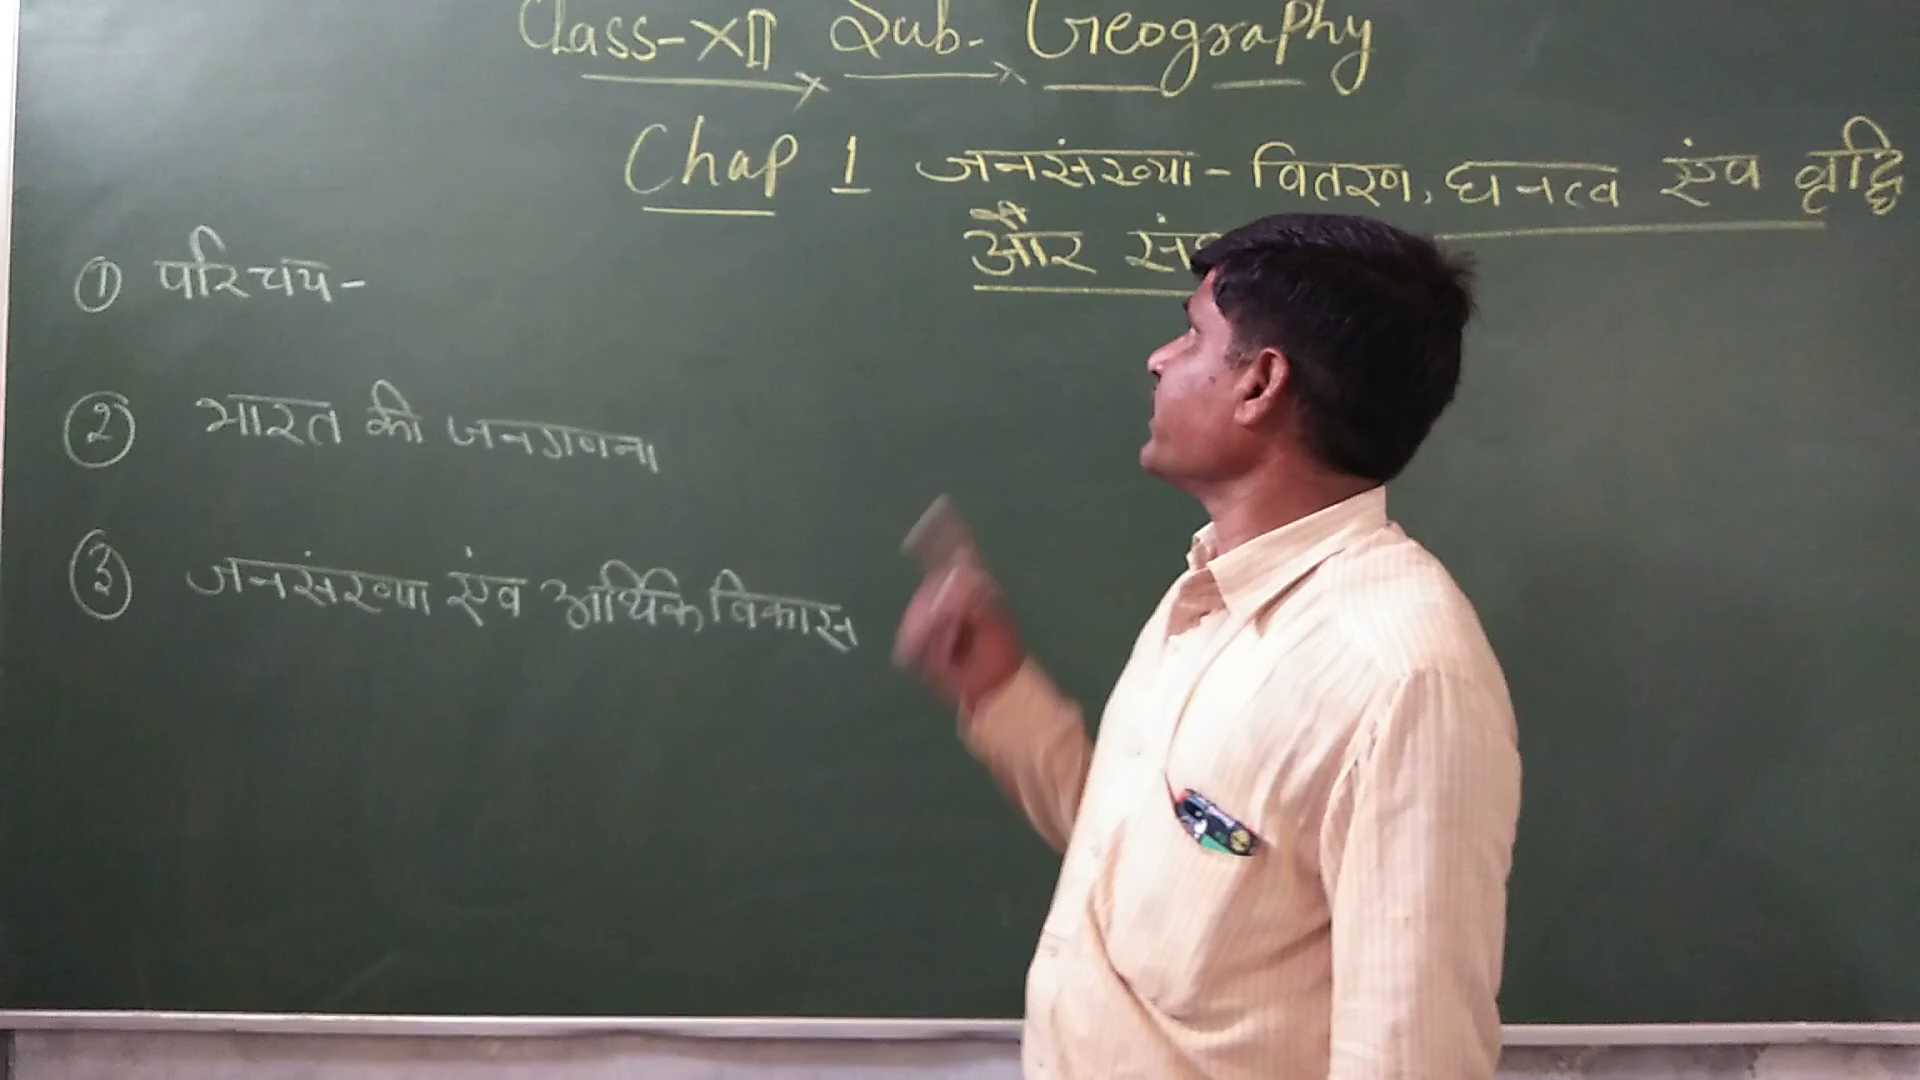 Class-XII Sub- Geography
Chap 1 जनसंख्या - वितरण, घनत्व एंव वृद्धि
और
① परिचय -
② भारत की जनगणना
③ जनसंख्या एंव आर्थिक विकास